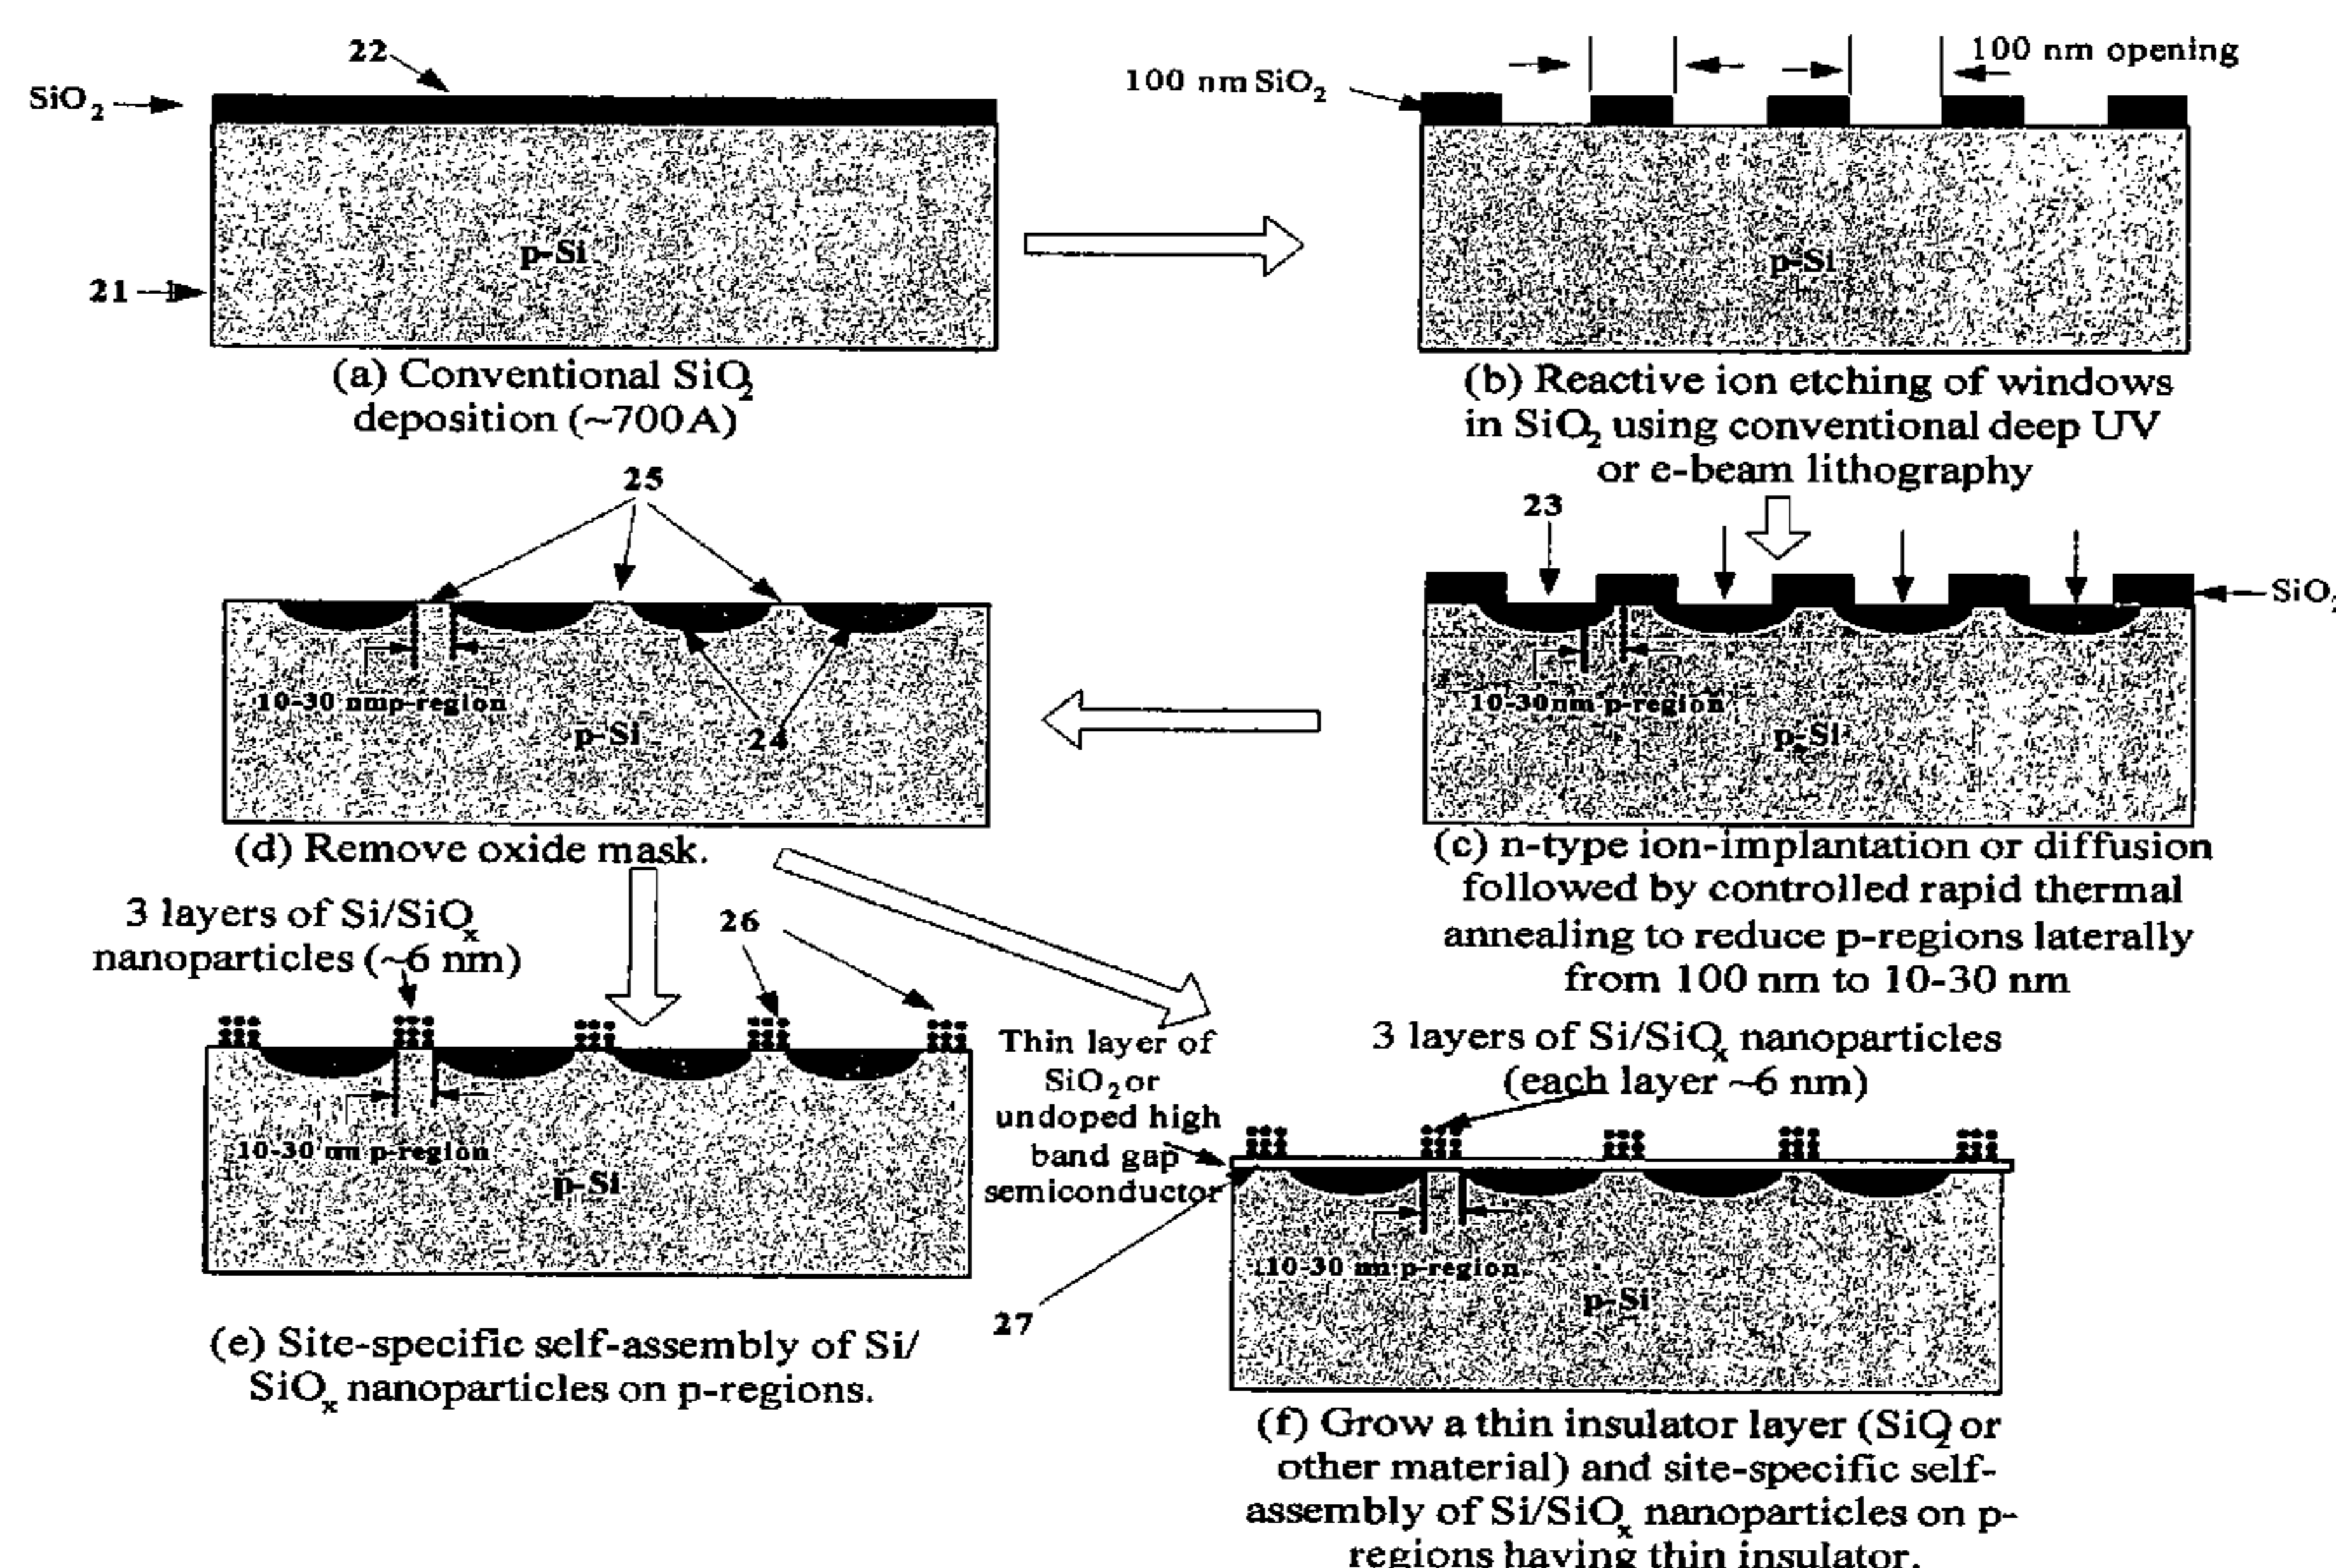 22
SiO2
p-Si
21
(a) Conventional SiO2
deposition (~700A)
100 nm opening
100 nm SiO2
p-Si
(b) Reactive ion etching of windows
in SiO2 using conventional deep UV
or e-beam lithography
23
SiO2
10-30nm p-region
p-Si
(c) n-type ion-implantation or diffusion
followed by controlled rapid thermal
annealing to reduce p-regions laterally
from 100 nm to 10-30 nm
25
10-30 nmp-region
p-Si
24
(d) Remove oxide mask.
3 layers of Si/SiOx
nanoparticles (~6 nm)
26
10-30 nm p-region
p-Si
(e) Site-specific self-assembly of Si/
SiOx nanoparticles on p-regions.
Thin layer of
SiO2 or
undoped high
band gap
semiconductor
27
3 layers of Si/SiOx nanoparticles
(each layer ~6 nm)
10-30 nm p-region
p-Si
(f) Grow a thin insulator layer (SiO2 or
other material) and site-specific self-
assembly of Si/SiOx nanoparticles on p-
regions having thin insulator.